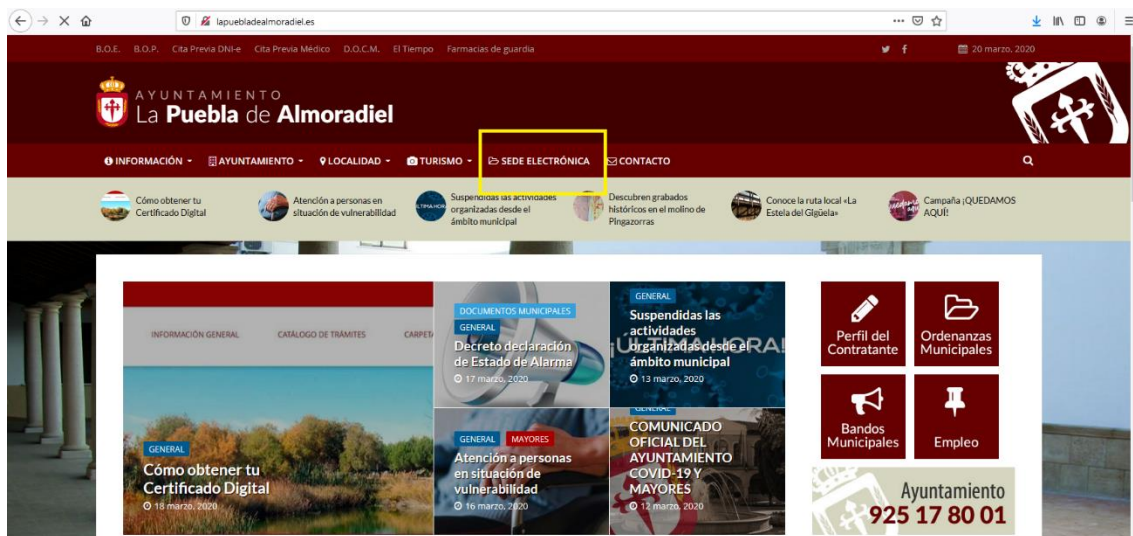 lapuebladealmoradiel.es
B.O.E. B.O.P. Cita Previa DNI-e Cita Previa Médico D.O.C.M. El Tiempo Farmacias de guardia 20 marzo, 2020
AYUNTAMIENTO
La Puebla de Almoradiel
INFORMACIÓN AYUNTAMIENTO LOCALIDAD TURISMO SEDE ELECTRÓNICA CONTACTO
Cómo obtener tu
Certificado Digital
Atención a personas en
situación de vulnerabilidad
ÚLTIMA HORA
Suspendidas las actividades
organizadas desde el
ámbito municipal
Descubren grabados
históricos en el molino de
Pingazorras
Conoce la ruta local «La
Estela del Gigüela»
quedamos
aquí
Campaña ¡QUEDAMOS
AQUÍ!
INFORMACIÓN GENERAL CATÁLOGO DE TRÁMITES CARPETA
GENERAL
Cómo obtener tu
Certificado Digital
18 marzo, 2020
DOCUMENTOS MUNICIPALES
GENERAL
Decreto declaración
de Estado de Alarma
17 marzo, 2020
GENERAL
Suspendidas las
actividades
organizadas desde el
ámbito municipal
¡ÚLTIMA HORA!
13 marzo, 2020
GENERAL MAYORES
Atención a personas
en situación de
vulnerabilidad
16 marzo, 2020
GENERAL
COMUNICADO
OFICIAL DEL
AYUNTAMIENTO
COVID-19 Y
MAYORES
12 marzo, 2020
Perfil del
Contratante
Ordenanzas
Municipales
Bandos
Municipales
Empleo
Ayuntamiento
925 17 80 01